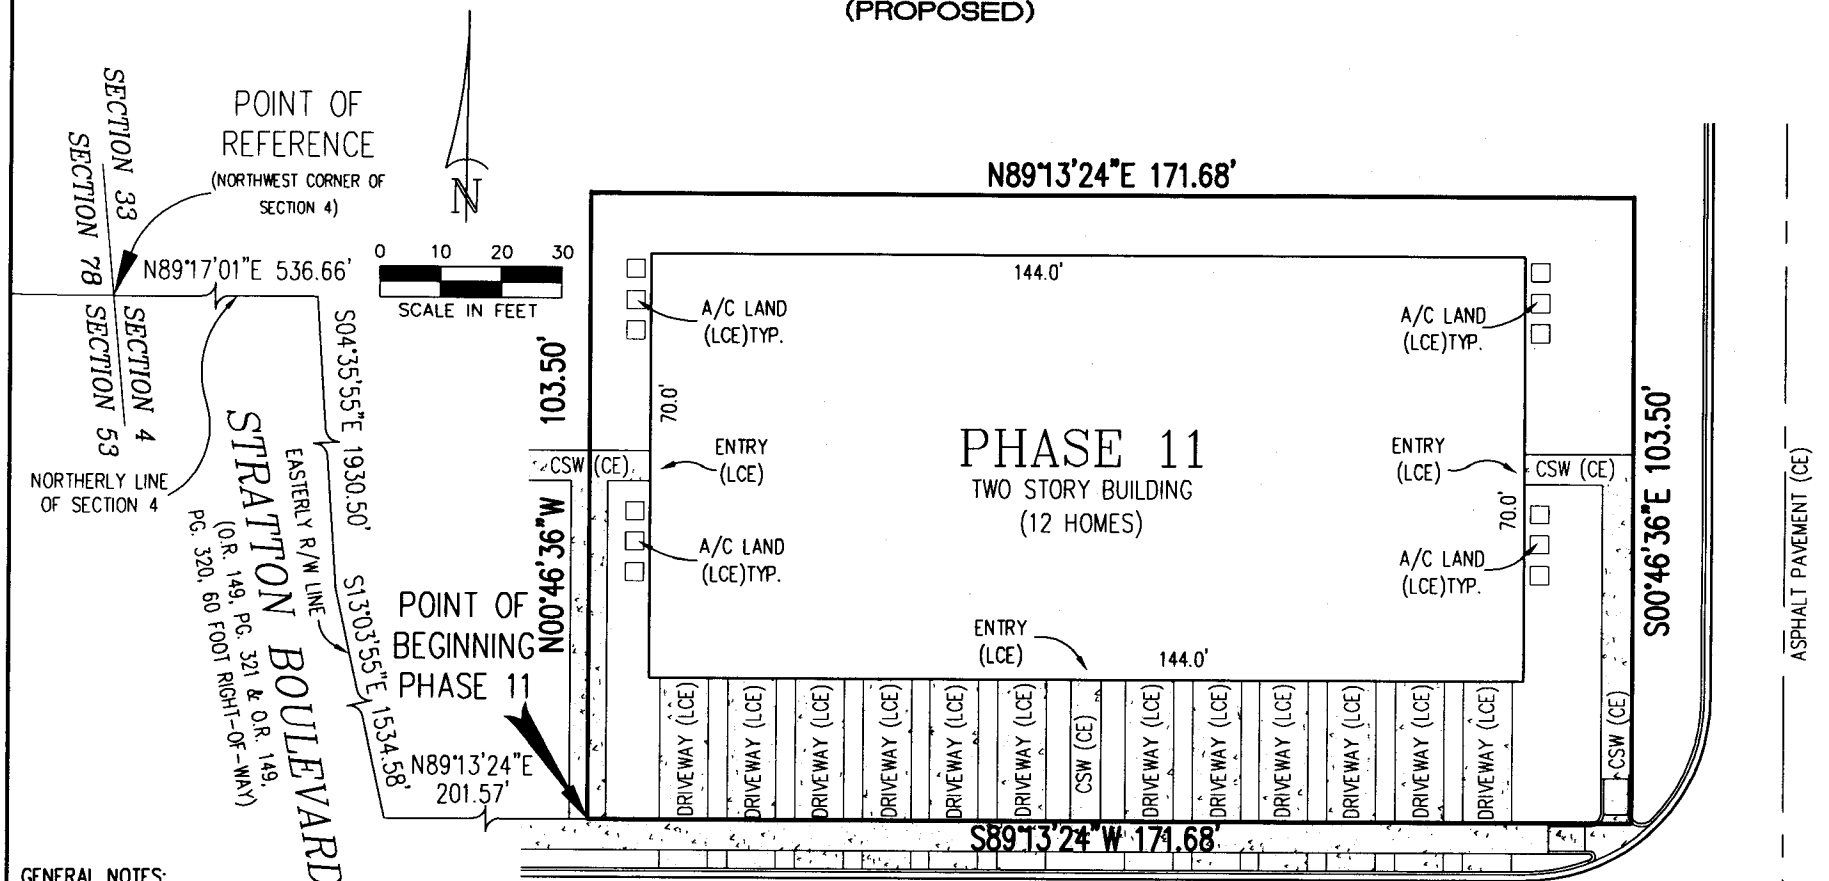 (PROPOSED)
SECTION 33
SECTION 78
POINT OF
REFERENCE
(NORTHWEST CORNER OF
SECTION 4)
N
N89°17'01"E 536.66'
0 10 20 30
SCALE IN FEET
SECTION 4
SECTION 53
NORTHERLY LINE
OF SECTION 4
S04°35'55"E 1930.50'
EASTERLY R/W LINE
STRATTON BOULEVARD
(O.R. 149, PG. 321 & O.R. 149,
PG. 320, 60 FOOT RIGHT-OF-WAY)
S13°03'55"E 1534.58'
N89°13'24"E
201.57'
POINT OF
BEGINNING
PHASE 11
N00°46'36"W 103.50'
N89°13'24"E 171.68'
144.0'
A/C LAND
(LCE)TYP.
A/C LAND
(LCE)TYP.
70.0'
ENTRY
(LCE)
CSW (CE)
PHASE 11
TWO STORY BUILDING
(12 HOMES)
ENTRY
(LCE)
CSW (CE)
70.0'
A/C LAND
(LCE)TYP.
A/C LAND
(LCE)TYP.
ENTRY
(LCE)
144.0'
DRIVEWAY (LCE)
DRIVEWAY (LCE)
DRIVEWAY (LCE)
DRIVEWAY (LCE)
DRIVEWAY (LCE)
DRIVEWAY (LCE)
CSW (CE)
DRIVEWAY (LCE)
DRIVEWAY (LCE)
DRIVEWAY (LCE)
DRIVEWAY (LCE)
DRIVEWAY (LCE)
DRIVEWAY (LCE)
CSW (CE)
S89°13'24"W 171.68'
S00°46'36"E 103.50'
ASPHALT PAVEMENT (CE)
GENERAL NOTES: